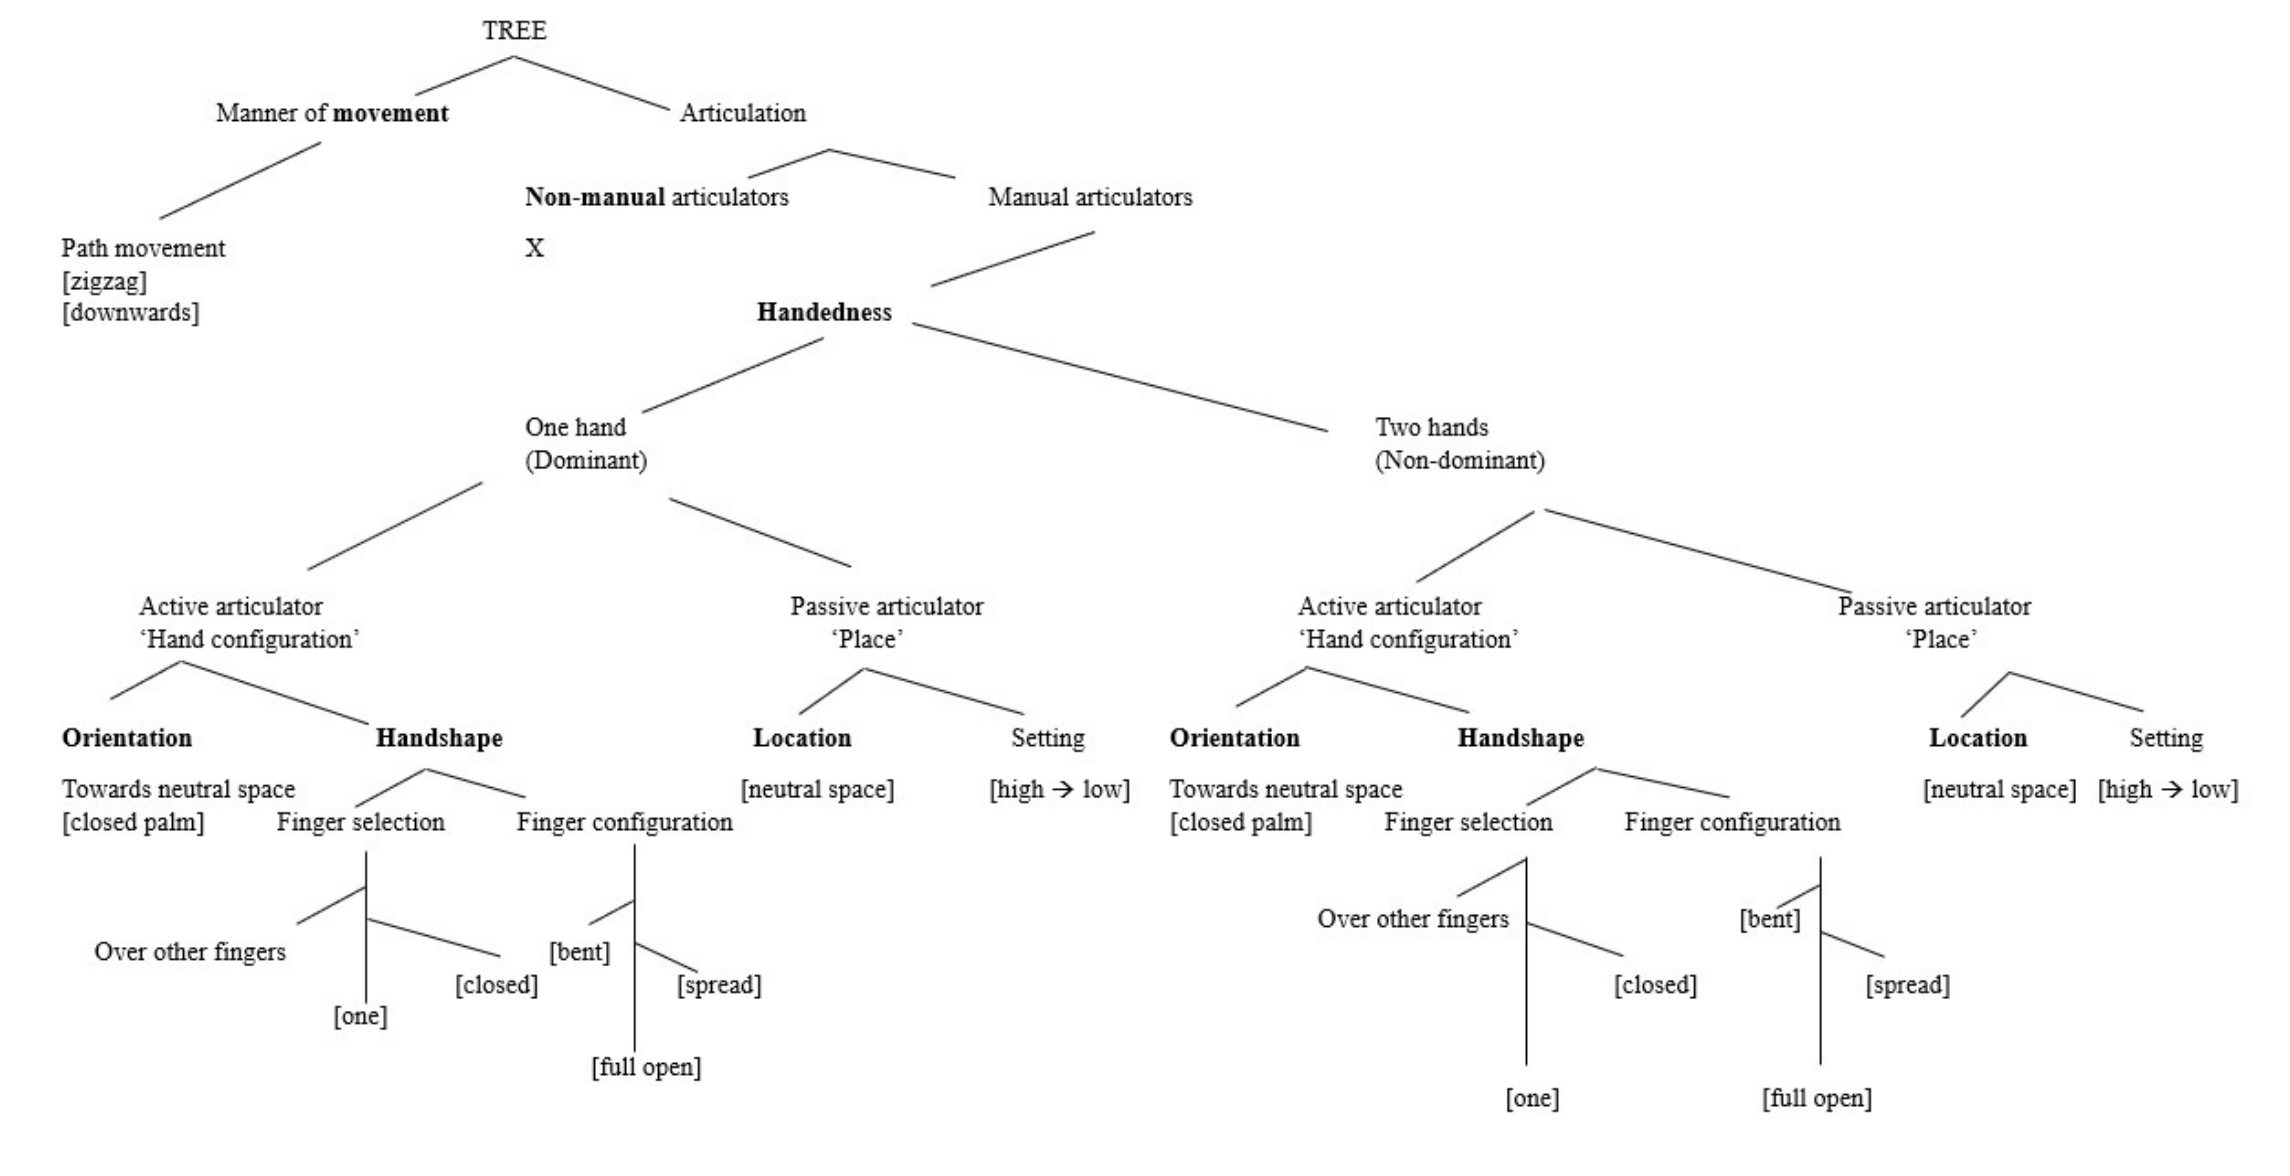 TREE
Manner of movement
Articulation
Non-manual articulators
Manual articulators
Path movement
[zigzag]
[downwards]
X
Handedness
One hand
(Dominant)
Two hands
(Non-dominant)
Active articulator
‘Hand configuration’
Passive articulator
‘Place’
Active articulator
‘Hand configuration’
Passive articulator
‘Place’
Orientation
Handshape
Location
Setting
Orientation
Handshape
Location
Setting
Towards neutral space
[closed palm]
Finger selection
Finger configuration
[neutral space]
[high → low]
Towards neutral space
[closed palm]
Finger selection
Finger configuration
[neutral space]
[high → low]
Over other fingers
[closed]
[one]
[bent]
[spread]
[full open]
Over other fingers
[closed]
[one]
[bent]
[spread]
[full open]